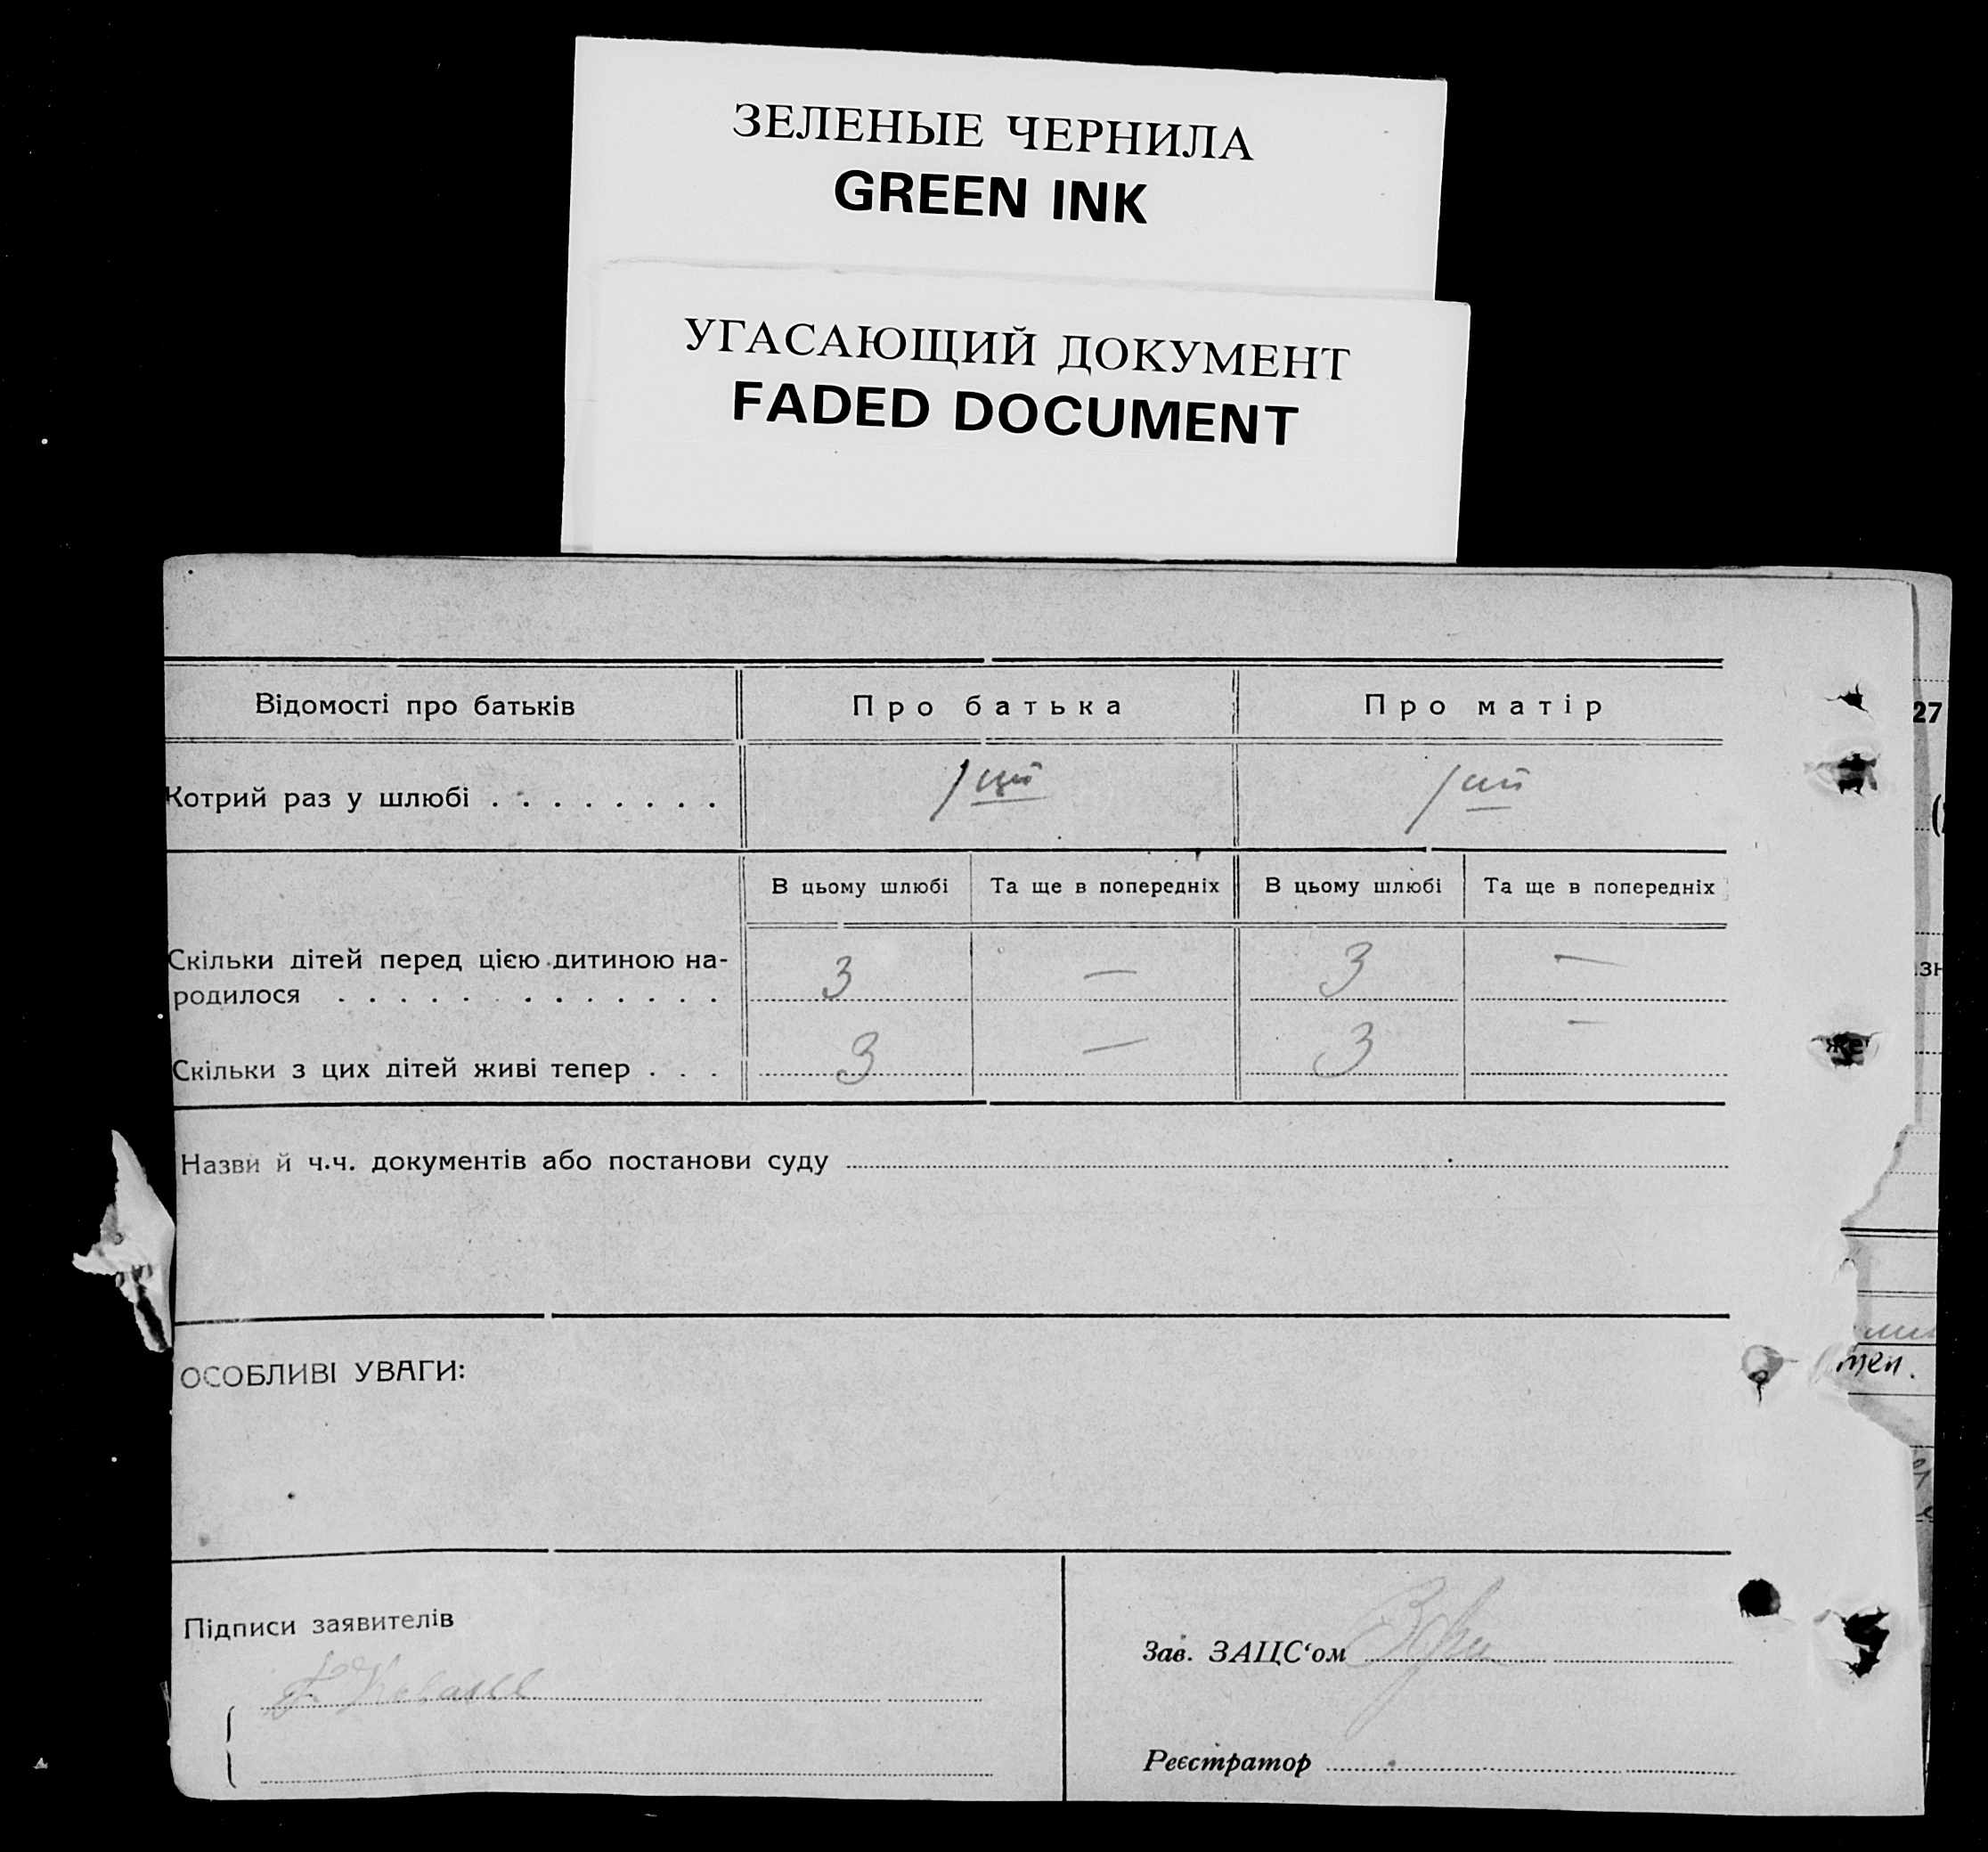 ЗЕЛЕНЫЕ ЧЕРНИЛА
GREEN INK
УГАСАЮЩИЙ ДОКУМЕНТ
FADED DOCUMENT
Відомості про батьків Про батька Про матір
Котрий раз у шлюбі . . . . . . . . 1ший 1ший
В цьому шлюбі Та ще в попередніх В цьому шлюбі Та ще в попередніх
Скільки дітей перед цією дитиною на-
родилося . . . . . . . . . . . . . 3 — 3 —
Скільки з цих дітей живі тепер . . . 3 — 3 —
Назви й ч.ч. документів або постанови суду
ОСОБЛИВІ УВАГИ:
Підписи заявителів
Зав. ЗАЦС‘ом
Реєстратор
27